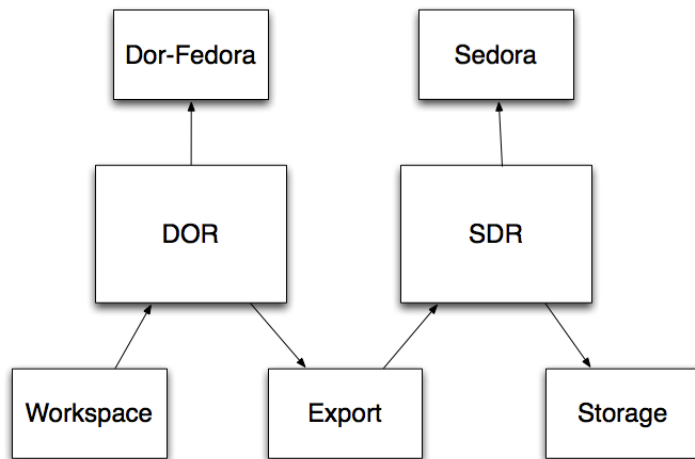 Dor-Fedora
Sedora
DOR
SDR
Workspace
Export
Storage